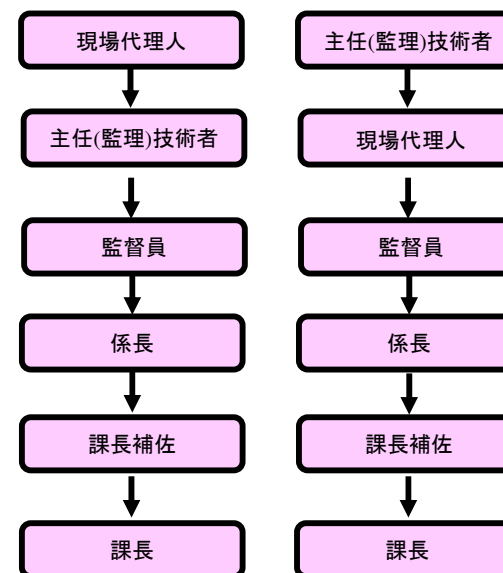 現場代理人
主任(監理)技術者
監督員
係長
課長補佐
課長
主任(監理)技術者
現場代理人
監督員
係長
課長補佐
課長